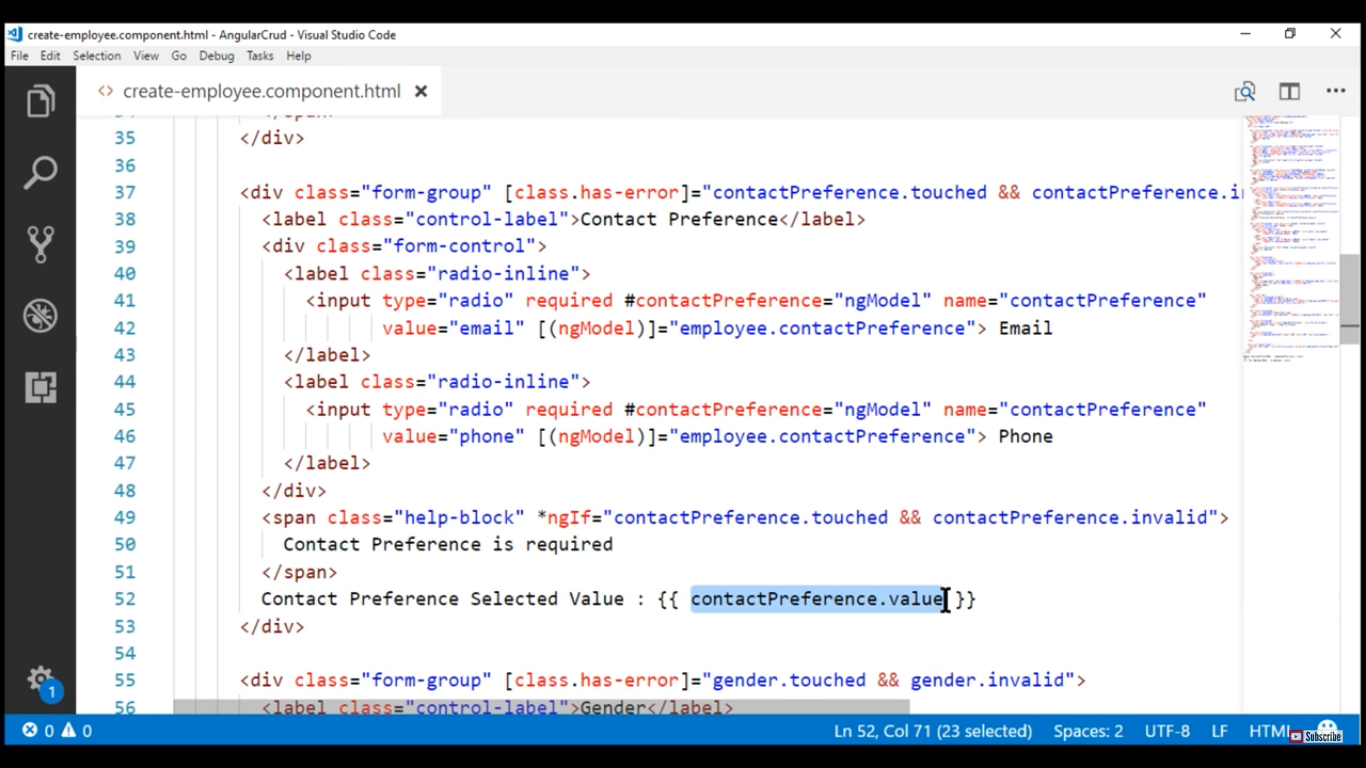 create-employee.component.html - AngularCrud - Visual Studio Code
File Edit Selection View Go Debug Tasks Help
<> create-employee.component.html ×
35 </div>
36
37 <div class="form-group" [class.has-error]="contactPreference.touched && contactPreference.in
38 <label class="control-label">Contact Preference</label>
39 <div class="form-control">
40 <label class="radio-inline">
41 <input type="radio" required #contactPreference="ngModel" name="contactPreference"
42 value="email" [(ngModel)]="employee.contactPreference"> Email
43 </label>
44 <label class="radio-inline">
45 <input type="radio" required #contactPreference="ngModel" name="contactPreference"
46 value="phone" [(ngModel)]="employee.contactPreference"> Phone
47 </label>
48 </div>
49 <span class="help-block" *ngIf="contactPreference.touched && contactPreference.invalid">
50 Contact Preference is required
51 </span>
52 Contact Preference Selected Value : {{ contactPreference.value }}
53 </div>
54
55 <div class="form-group" [class.has-error]="gender.touched && gender.invalid">
56 <label class="control-label">Gender</label>
1
0 0 Ln 52, Col 71 (23 selected) Spaces: 2 UTF-8 LF HTML
Subscribe